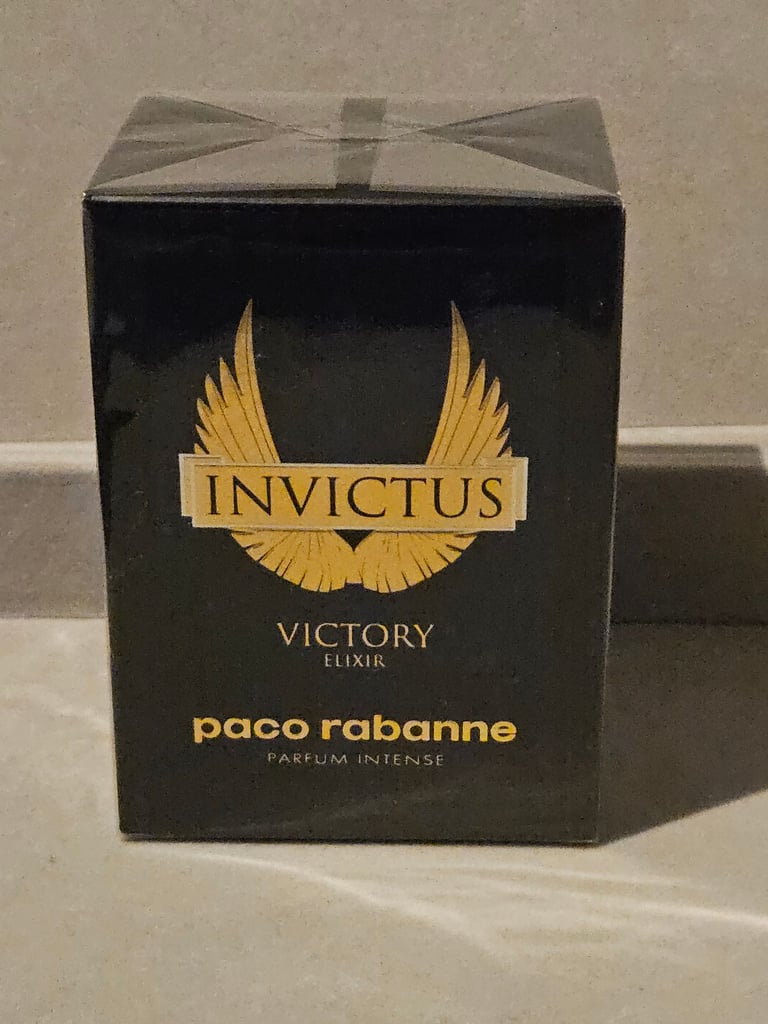 INVICTUS
VICTORY
ELIXIR
paco rabanne
PARFUM INTENSE